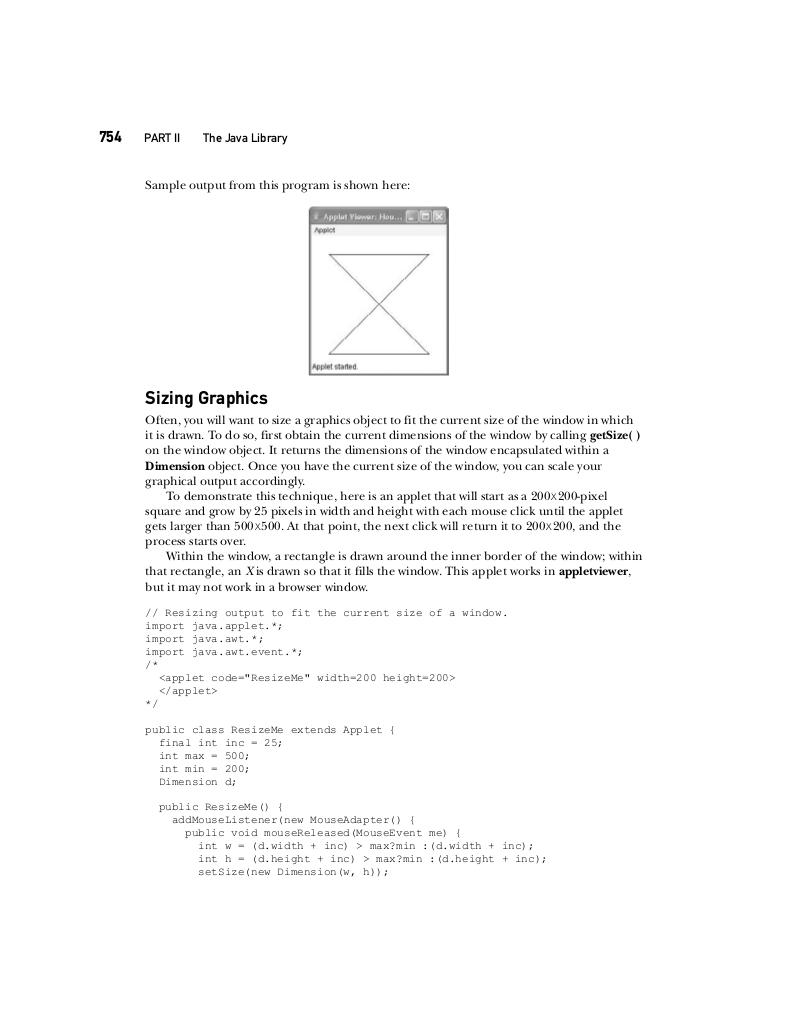 754 PART II The Java Library
Sample output from this program is shown here:
Applet Viewer: Hou...
Applet
Applet started.
Sizing Graphics
Often, you will want to size a graphics object to fit the current size of the window in which
it is drawn. To do so, first obtain the current dimensions of the window by calling getSize( )
on the window object. It returns the dimensions of the window encapsulated within a
Dimension object. Once you have the current size of the window, you can scale your
graphical output accordingly.
To demonstrate this technique, here is an applet that will start as a 200×200-pixel
square and grow by 25 pixels in width and height with each mouse click until the applet
gets larger than 500×500. At that point, the next click will return it to 200×200, and the
process starts over.
Within the window, a rectangle is drawn around the inner border of the window; within
that rectangle, an X is drawn so that it fills the window. This applet works in appletviewer,
but it may not work in a browser window.
// Resizing output to fit the current size of a window.
import java.applet.*;
import java.awt.*;
import java.awt.event.*;
/*
<applet code="ResizeMe" width=200 height=200>
</applet>
*/
public class ResizeMe extends Applet {
final int inc = 25;
int max = 500;
int min = 200;
Dimension d;
public ResizeMe() {
addMouseListener(new MouseAdapter() {
public void mouseReleased(MouseEvent me) {
int w = (d.width + inc) > max?min :(d.width + inc);
int h = (d.height + inc) > max?min :(d.height + inc);
setSize(new Dimension(w, h));